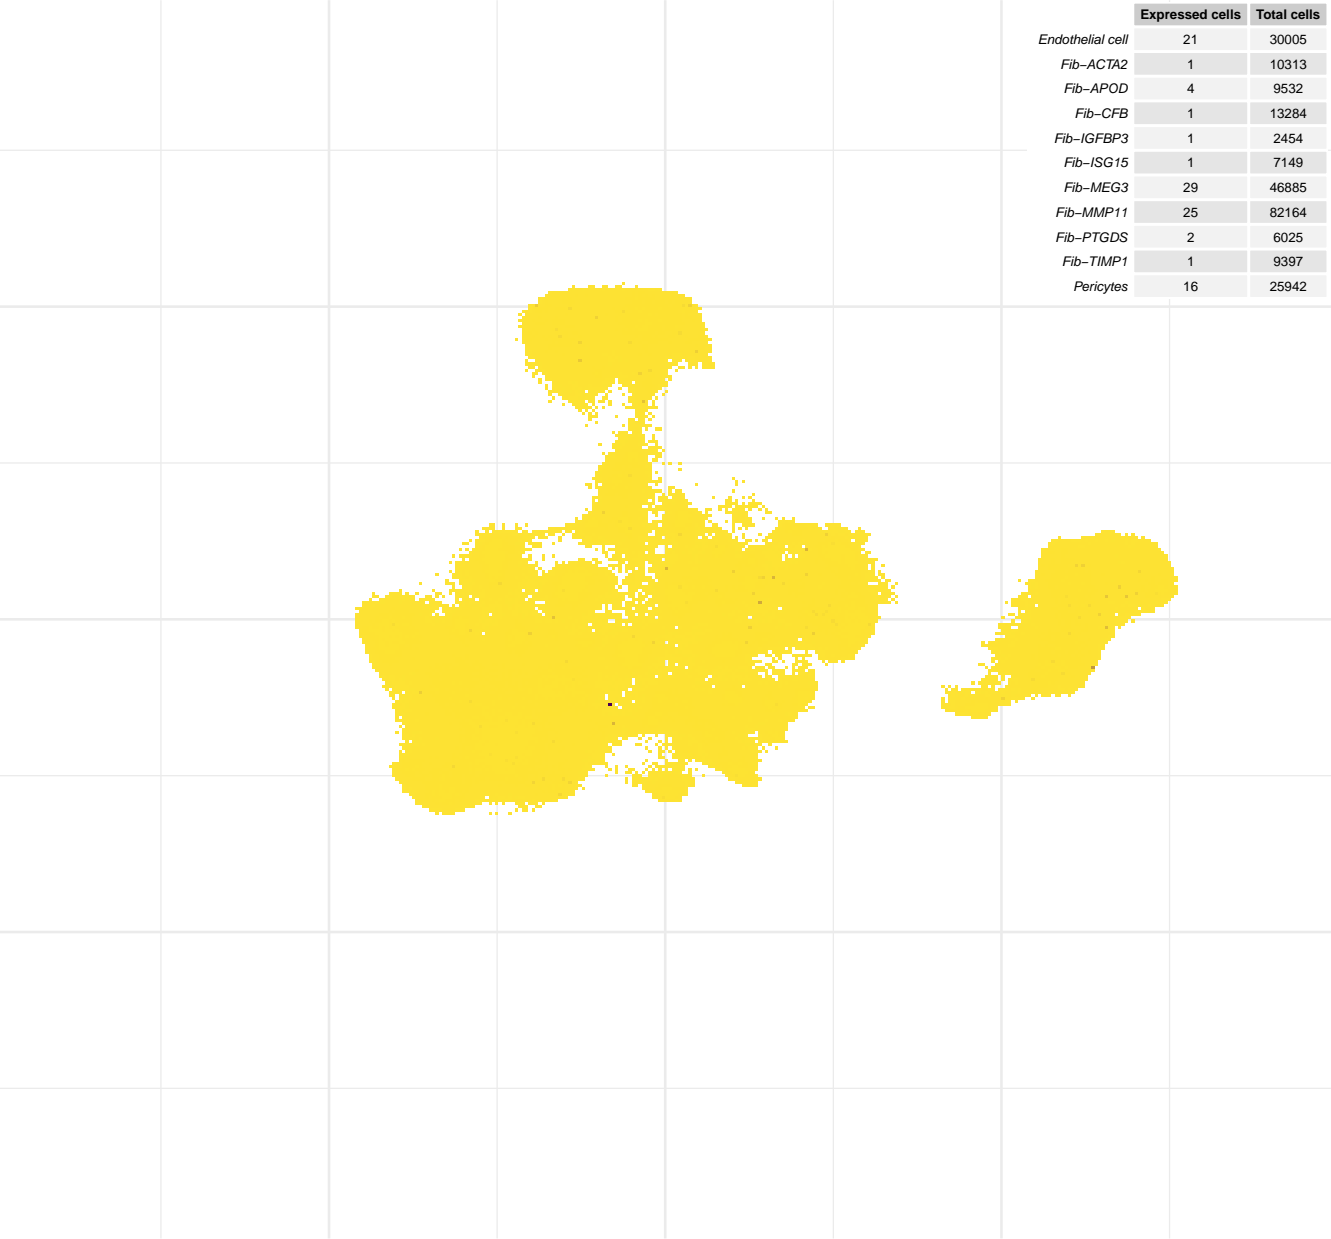 Expressed cells Total cells
Endothelial cell 21 30005
Fib−ACTA2 1 10313
Fib−APOD 4 9532
Fib−CFB 1 13284
Fib−IGFBP3 1 2454
Fib−ISG15 1 7149
Fib−MEG3 29 46885
Fib−MMP11 25 82164
Fib−PTGDS 2 6025
Fib−TIMP1 1 9397
Pericytes 16 25942